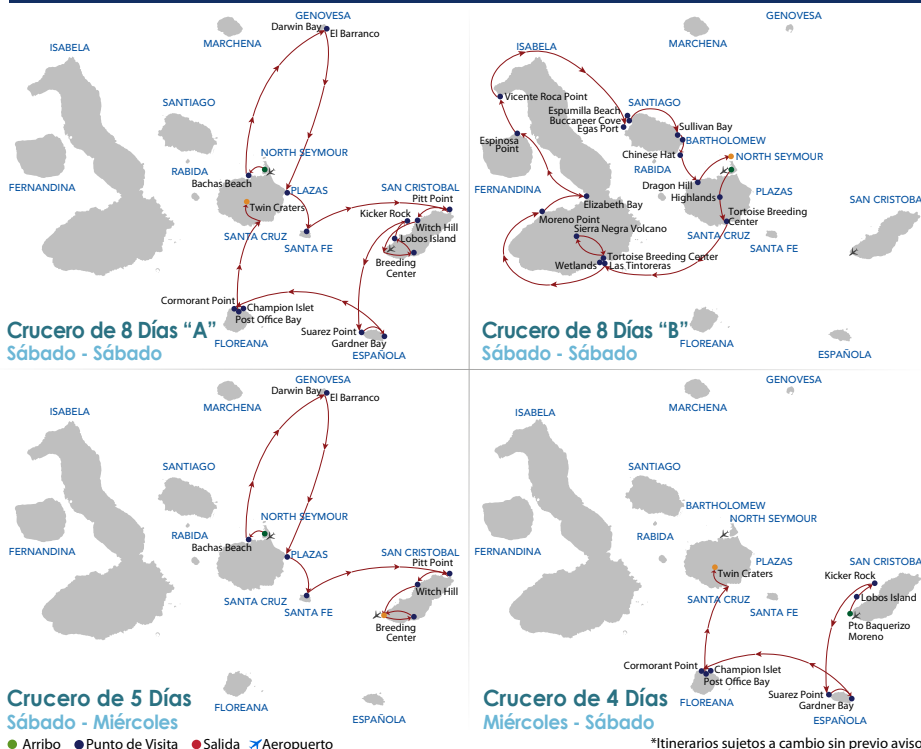 GENOVESA
Darwin Bay
El Barranco
MARCHENA
ISABELA
SANTIAGO
NORTH SEYMOUR
RABIDA
Bachas Beach
FERNANDINA
PLAZAS
SAN CRISTOBAL
Pitt Point
Twin Craters
Kicker Rock
Witch Hill
Lobos Island
SANTA CRUZ
SANTA FE
Breeding
Center
Cormorant Point
Champion Islet
Post Office Bay
FLOREANA
Suarez Point
Gardner Bay
ESPAÑOLA
Crucero de 8 Días “A”
Sábado - Sábado
GENOVESA
MARCHENA
ISABELA
Vicente Roca Point
Espumilla Beach
Buccaneer Cove
Egas Port
SANTIAGO
Sullivan Bay
BARTHOLOMEW
Espinosa
Point
Chinese Hat
NORTH SEYMOUR
RABIDA
FERNANDINA
Dragon Hill
Highlands
PLAZAS
Elizabeth Bay
Moreno Point
Tortoise Breeding
Center
SAN CRISTOBA
Sierra Negra Volcano
SANTA CRUZ
SANTA FE
Tortoise Breeding Center
Wetlands
Las Tintoreras
FLOREANA
ESPAÑOLA
Crucero de 8 Días “B”
Sábado - Sábado
GENOVESA
Darwin Bay
El Barranco
MARCHENA
ISABELA
SANTIAGO
NORTH SEYMOUR
RABIDA
Bachas Beach
FERNANDINA
PLAZAS
SAN CRISTOBAL
Pitt Point
Witch Hill
SANTA CRUZ
SANTA FE
Breeding
Center
FLOREANA
ESPAÑOLA
Crucero de 5 Días
Sábado - Miércoles
GENOVESA
MARCHENA
ISABELA
SANTIAGO
BARTHOLOMEW
NORTH SEYMOUR
RABIDA
FERNANDINA
PLAZAS
SAN CRISTOBA
Twin Craters
Kicker Rock
Lobos Island
SANTA CRUZ
SANTA FE
Pto Baquerizo
Moreno
Cormorant Point
Champion Islet
Post Office Bay
FLOREANA
Suarez Point
Gardner Bay
ESPAÑOLA
Crucero de 4 Días
Miércoles - Sábado
Arribo Punto de Visita Salida Aeropuerto
*Itinerarios sujetos a cambio sin previo aviso